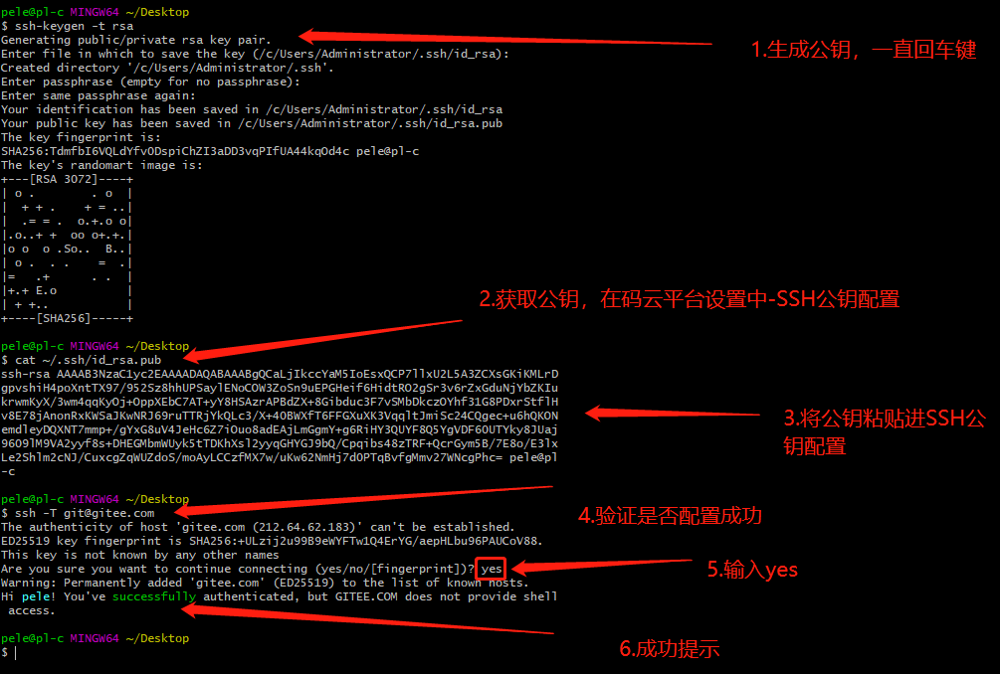 pele@pl-c MINGW64 ~/Desktop
$ ssh-keygen -t rsa
Generating public/private rsa key pair.
1.生成公钥，一直回车键
Enter file in which to save the key (/c/Users/Administrator/.ssh/id_rsa):
Created directory '/c/Users/Administrator/.ssh'.
Enter passphrase (empty for no passphrase):
Enter same passphrase again:
Your identification has been saved in /c/Users/Administrator/.ssh/id_rsa
Your public key has been saved in /c/Users/Administrator/.ssh/id_rsa.pub
The key fingerprint is:
SHA256:TdmfbI6VQLdYfvODspiChZI3aDD3vqPIfUA44kqOd4c pele@pl-c
The key's randomart image is:
+---[RSA 3072]----+
| o .        . o  |
|  + + .    + = ..|
|  .= = .  o.+.o o|
|.o..+ +  oo o+.+.|
|o o  o .So..  B..|
| o .  . .    =  .|
|=   .+      . .  |
|+.+ E.o          |
| + +..           |
+----[SHA256]-----+
2.获取公钥，在码云平台设置中-SSH公钥配置
pele@pl-c MINGW64 ~/Desktop
$ cat ~/.ssh/id_rsa.pub
ssh-rsa AAAAB3NzaC1yc2EAAAADAQABAAABgQCaLjIkccYaM5IoEsxQCP7llxU2L5A3ZCXsGKiKMLrD
gpvshiH4poXntTX97/952Sz8hhUPSaylENoCOW3ZoSn9uEPGHeif6HidtRO2gSr3v6rZxGduNjYbZKIu
krwmKyX/3wm4qqKyOj+OppXEbC7AT+yY8HSAzrAPBdZX+8Gibduc3F7vSMbDkczOYhf31G8PDxrStflH
v8E78jAnonRxKWSaJKwNRJ69ruTTRjYkQLc3/X+4OBWXfT6FFGXuXK3VqqltJmiSc24CQgec+u6hQKON
emdleyDQXNT7mmp+/gYxG8uV4JeHc6Z7iOuo8adEAjLmGgmY+g6RiHY3QUYF8Q5YgVDF6OUTYky8JUaj
96O9lM9VA2yyf8s+DHEGMbmWUyk5tTDKhXsl2yyqGHYGJ9bQ/Cpqibs48zTRF+QcrGym5B/7E8o/E3lx
Le2Shlm2cNJ/CuxcgZqWUZdoS/moAyLCCzfMX7w/uKw62NmHj7dOPTqBvfgMmv27WNcgPhc= pele@pl
-c
3.将公钥粘贴进SSH公
钥配置
pele@pl-c MINGW64 ~/Desktop
$ ssh -T git@gitee.com
4.验证是否配置成功
The authenticity of host 'gitee.com (212.64.62.183)' can't be established.
ED25519 key fingerprint is SHA256:+ULzij2u99B9eWYFTw1Q4ErYG/aepHLbu96PAUCoV88.
This key is not known by any other names
Are you sure you want to continue connecting (yes/no/[fingerprint])? yes
5.输入yes
Warning: Permanently added 'gitee.com' (ED25519) to the list of known hosts.
Hi pele! You've successfully authenticated, but GITEE.COM does not provide shell
 access.
6.成功提示
pele@pl-c MINGW64 ~/Desktop
$